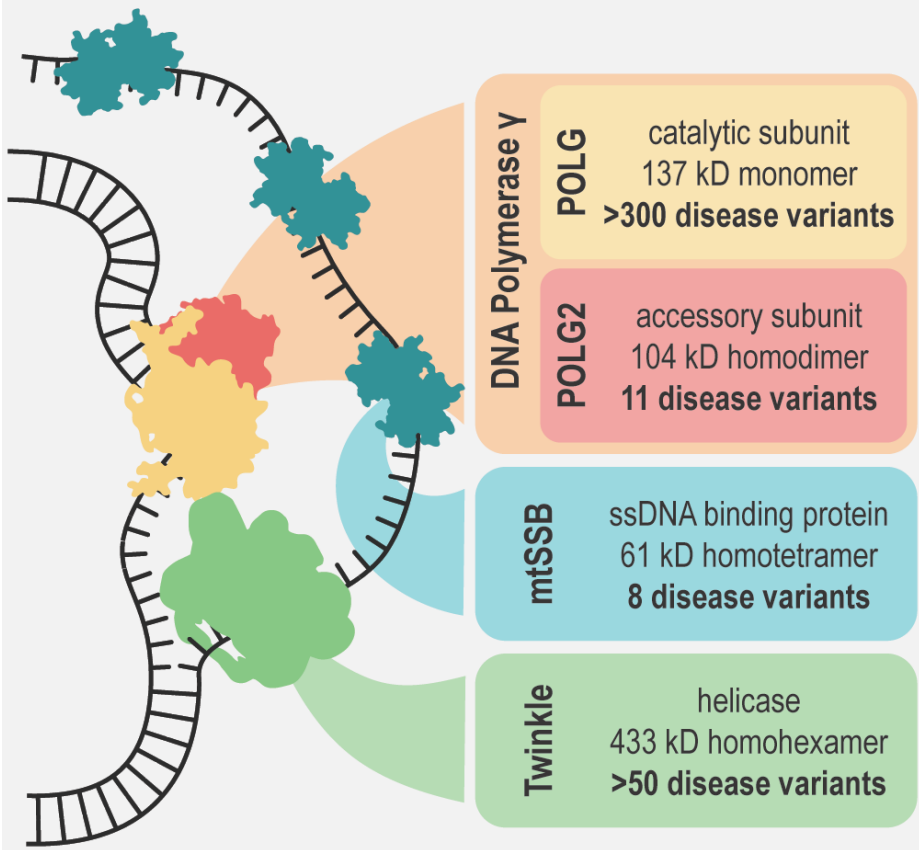 DNA Polymerase γ
POLG
catalytic subunit
137 kD monomer
>300 disease variants
POLG2
accessory subunit
104 kD homodimer
11 disease variants
mtSSB
ssDNA binding protein
61 kD homotetramer
8 disease variants
Twinkle
helicase
433 kD homohexamer
>50 disease variants